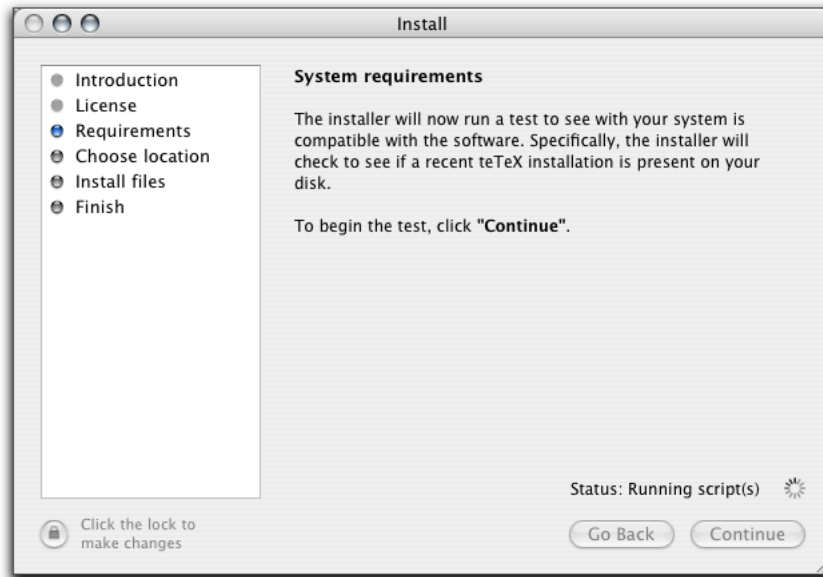 Install
Introduction
License
Requirements
Choose location
Install files
Finish
System requirements
The installer will now run a test to see with your system is
compatible with the software. Specifically, the installer will
check to see if a recent teTeX installation is present on your
disk.
To begin the test, click "Continue".
Status: Running script(s)
Click the lock to
make changes
Go Back
Continue